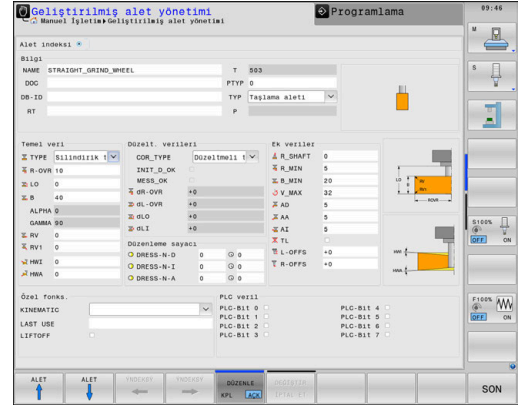 Geliştirilmiş alet yönetimi
Manuel İşletim▶Geliştirilmiş alet yönetimi
Programlama
09:46
Alet indeksi
Bilgi
NAME STRAIGHT_GRIND_WHEEL
T 503
DOC
PTYP 0
DB-ID
TYP Taşlama aleti
RT
P
Temel veri
TYPE Silindirik t
R-OVR 10
LO 0
B 40
ALPHA 0
GAMMA 90
RV 0
RV1 0
HWI 0
HWA 0
Düzelt. verileri
COR_TYPE Düzeltmeli t
INIT_D_OK
MESS_OK
dR-OVR +0
dL-OVR +0
dLO +0
dLI +0
Düzenleme sayacı
DRESS-N-D 0 0
DRESS-N-I 0 0
DRESS-N-A 0 0
Ek veriler
R_SHAFT 0
R_MIN 5
B_MIN 20
V_MAX 32
AD 5
AA 5
AI 5
TL
L-OFFS +0
R-OFFS +0
Özel fonks.
KINEMATIC
LAST USE
LIFTOFF
PLC veril
PLC-Bit 0
PLC-Bit 1
PLC-Bit 2
PLC-Bit 3
PLC-Bit 4
PLC-Bit 5
PLC-Bit 6
PLC-Bit 7
M
S
S100%
OFF ON
F100%
OFF ON
ALET
ALET
DÜZENLE
KPL AÇK
SON